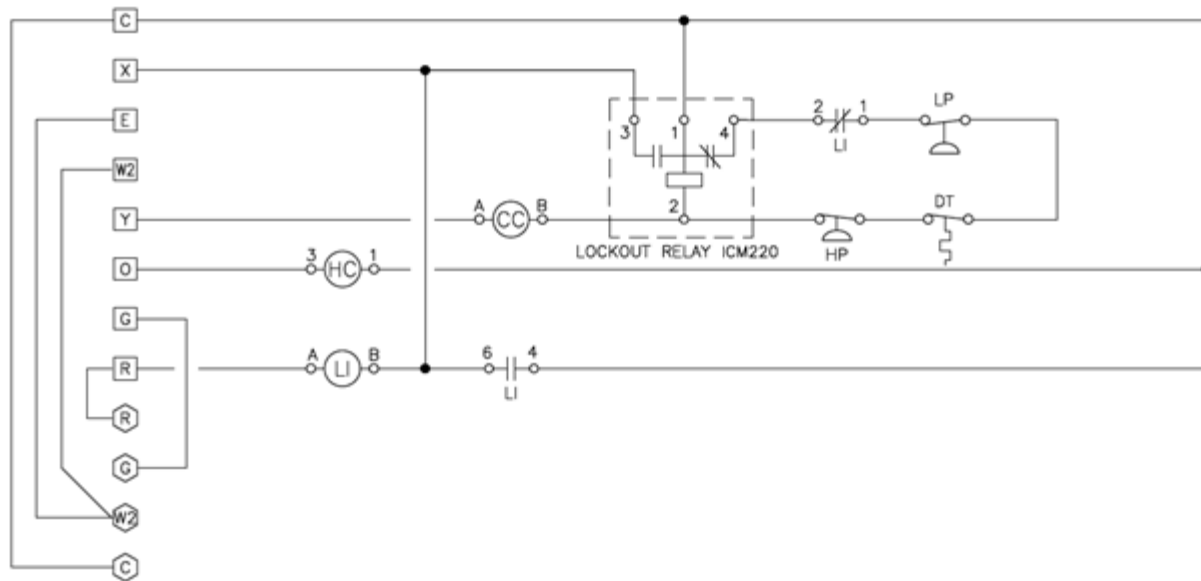 C
X
E
LP
2 1
3 1 4
LI
W2
A B
DT
Y
CC
2
LOCKOUT RELAY ICM220
HP
3 1
O
HC
G
A B
6 4
R
LI
LI
R
G
W2
C